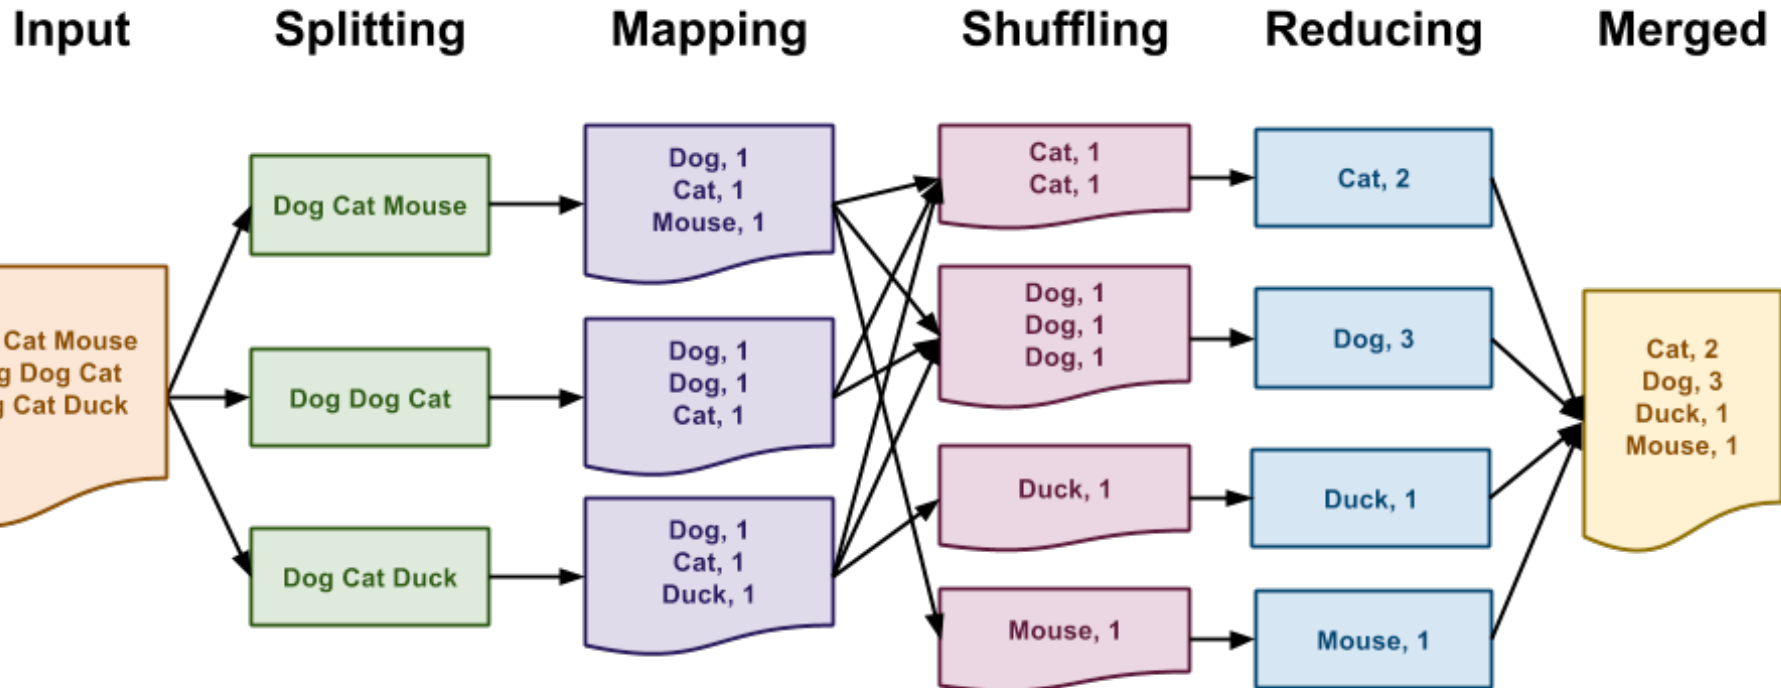 Input
Splitting
Mapping
Shuffling
Reducing
Merged
Cat Mouse
Dog Cat
Cat Duck
Dog Cat Mouse
Dog Dog Cat
Dog Cat Duck
Dog, 1
Cat, 1
Mouse, 1
Dog, 1
Dog, 1
Cat, 1
Dog, 1
Cat, 1
Duck, 1
Cat, 1
Cat, 1
Dog, 1
Dog, 1
Dog, 1
Duck, 1
Mouse, 1
Cat, 2
Dog, 3
Duck, 1
Mouse, 1
Cat, 2
Dog, 3
Duck, 1
Mouse, 1